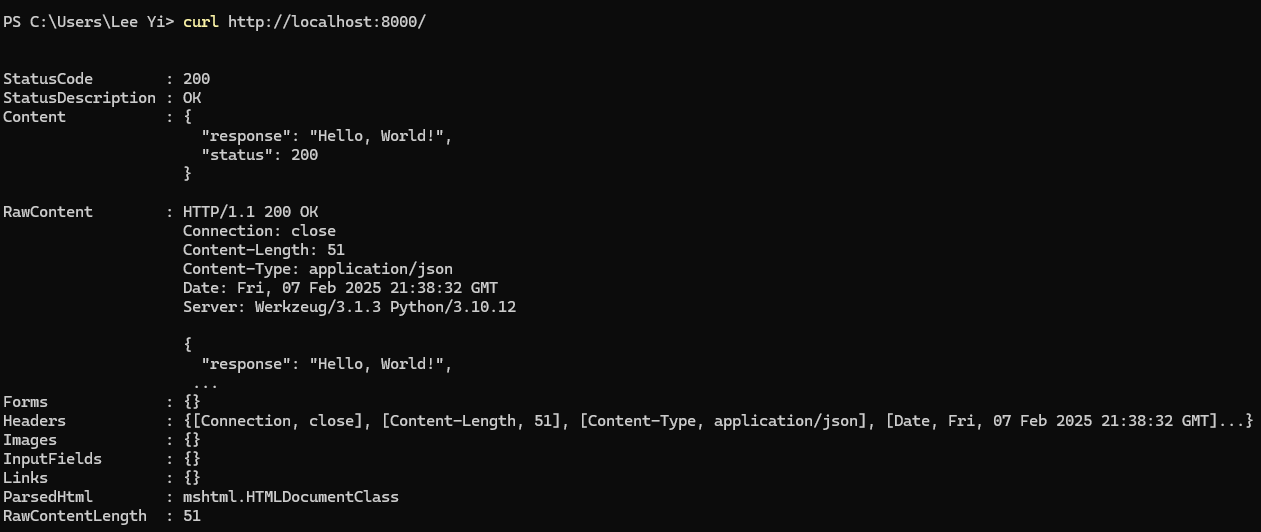 PS C:\Users\Lee Yi> curl http://localhost:8000/
StatusCode        : 200
StatusDescription : OK
Content           : {
                      "response": "Hello, World!",
                      "status": 200
                    }
RawContent        : HTTP/1.1 200 OK
                    Connection: close
                    Content-Length: 51
                    Content-Type: application/json
                    Date: Fri, 07 Feb 2025 21:38:32 GMT
                    Server: Werkzeug/3.1.3 Python/3.10.12
                    {
                      "response": "Hello, World!",
                     ...
Forms             : {}
Headers           : {[Connection, close], [Content-Length, 51], [Content-Type, application/json], [Date, Fri, 07 Feb 2025 21:38:32 GMT]...}
Images            : {}
InputFields       : {}
Links             : {}
ParsedHtml        : mshtml.HTMLDocumentClass
RawContentLength  : 51